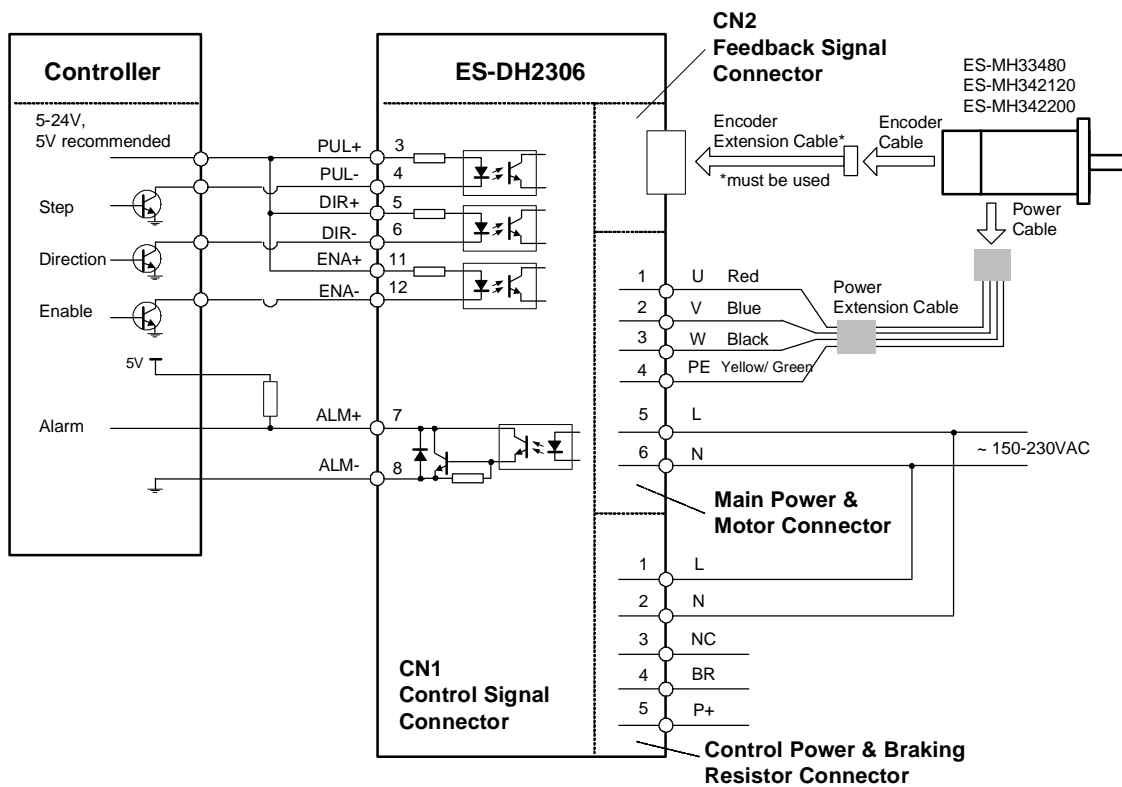 CN2
Feedback Signal
Connector
Controller
ES-DH2306
ES-MH33480
ES-MH342120
ES-MH342200
5-24V,
5V recommended
Encoder
Extension Cable*
*must be used
Encoder
Cable
PUL+ 3
PUL- 4
DIR+ 5
DIR- 6
ENA+ 11
ENA- 12
Step
Direction
Enable
Power
Cable
1 U Red
2 V Blue
3 W Black
4 PE Yellow/ Green
Power
Extension Cable
5V
Alarm
ALM+ 7
ALM- 8
5 L
6 N
~ 150-230VAC
Main Power &
Motor Connector
1 L
2 N
3 NC
4 BR
5 P+
CN1
Control Signal
Connector
Control Power & Braking
Resistor Connector